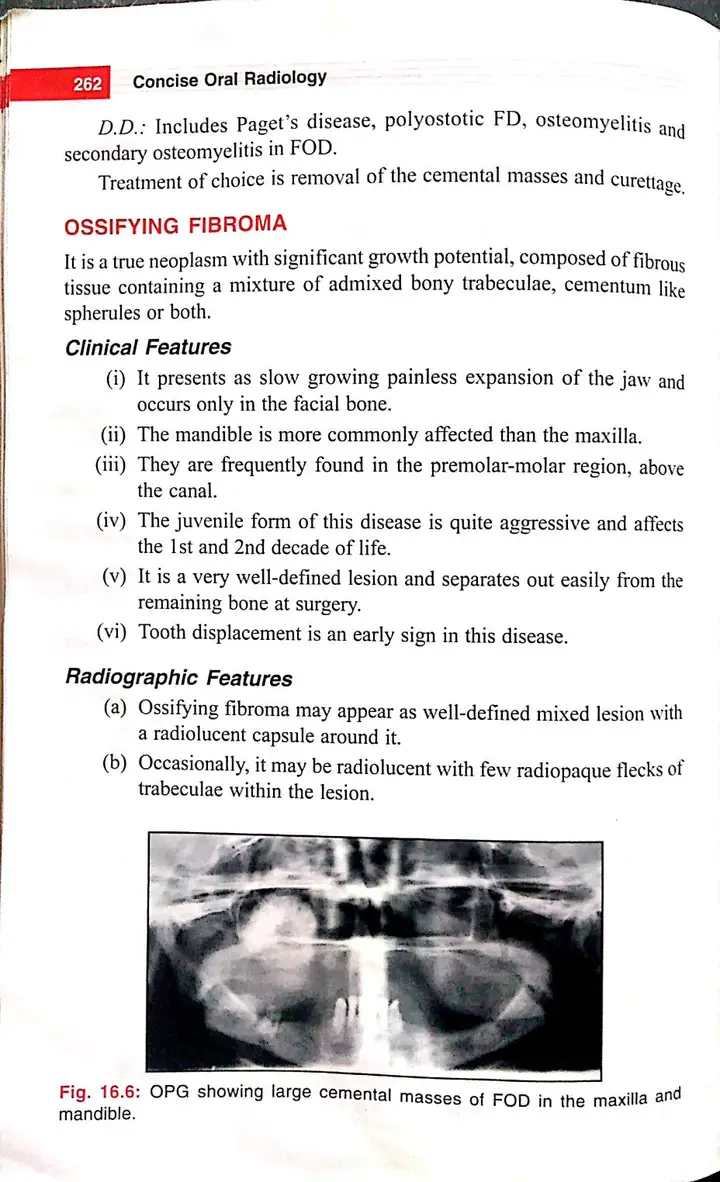 262 Concise Oral Radiology
D.D.: Includes Paget's disease, polyostotic FD, osteomyelitis and
secondary osteomyelitis in FOD.
Treatment of choice is removal of the cemental masses and curettage.
OSSIFYING FIBROMA
It is a true neoplasm with significant growth potential, composed of fibrous
tissue containing a mixture of admixed bony trabeculae, cementum like
spherules or both.
Clinical Features
(i) It presents as slow growing painless expansion of the jaw and
occurs only in the facial bone.
(ii) The mandible is more commonly affected than the maxilla.
(iii) They are frequently found in the premolar-molar region, above
the canal.
(iv) The juvenile form of this disease is quite aggressive and affects
the 1st and 2nd decade of life.
(v) It is a very well-defined lesion and separates out easily from the
remaining bone at surgery.
(vi) Tooth displacement is an early sign in this disease.
Radiographic Features
(a) Ossifying fibroma may appear as well-defined mixed lesion with
a radiolucent capsule around it.
(b) Occasionally, it may be radiolucent with few radiopaque flecks of
trabeculae within the lesion.
Fig. 16.6: OPG showing large cemental masses of FOD in the maxilla and
mandible.